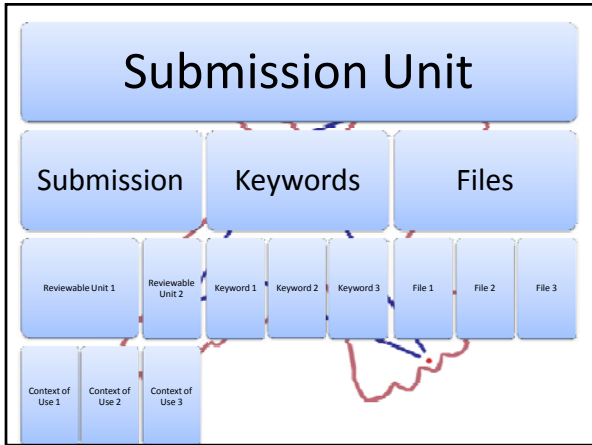 Submission Unit
Submission
Keywords
Files
Reviewable Unit 1
Reviewable
Unit 2
Keyword 1
Keyword 2
Keyword 3
File 1
File 2
File 3
Context of
Use 1
Context of
Use 2
Context of
Use 3